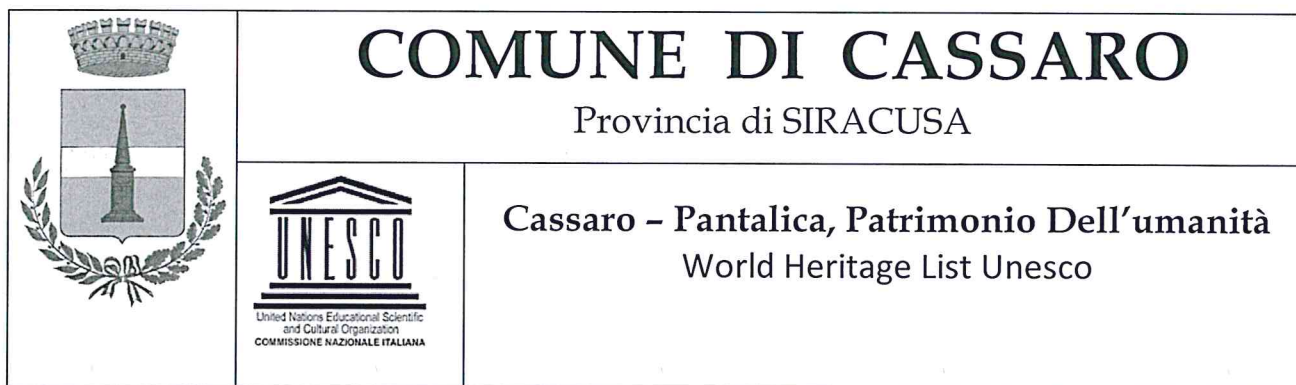 COMUNE DI CASSARO
Provincia di SIRACUSA
UNESCO
United Nations Educational Scientific
and Cultural Organization
COMMISSIONE NAZIONALE ITALIANA
Cassaro – Pantalica, Patrimonio Dell'umanità
World Heritage List Unesco